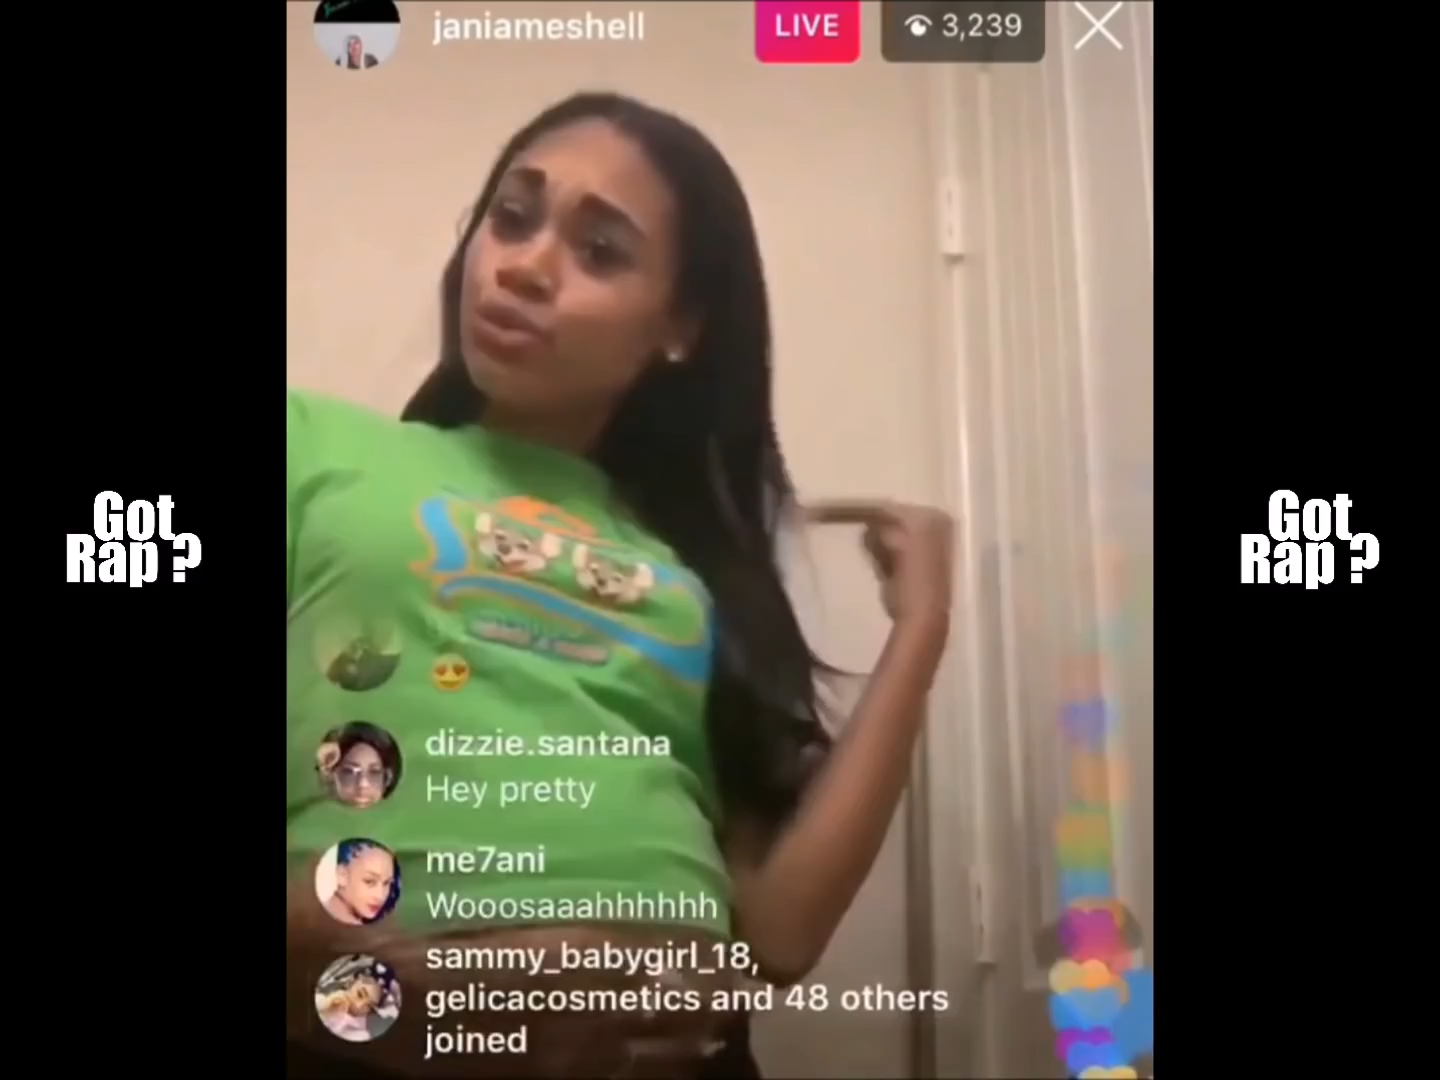 janiameshell
LIVE
3,239
Got
Rap ?
Got
Rap ?
dizzie.santana
Hey pretty
me7ani
Wooosaaahhhhhh
sammy_babygirl_18,
gelicacosmetics and 48 others
joined